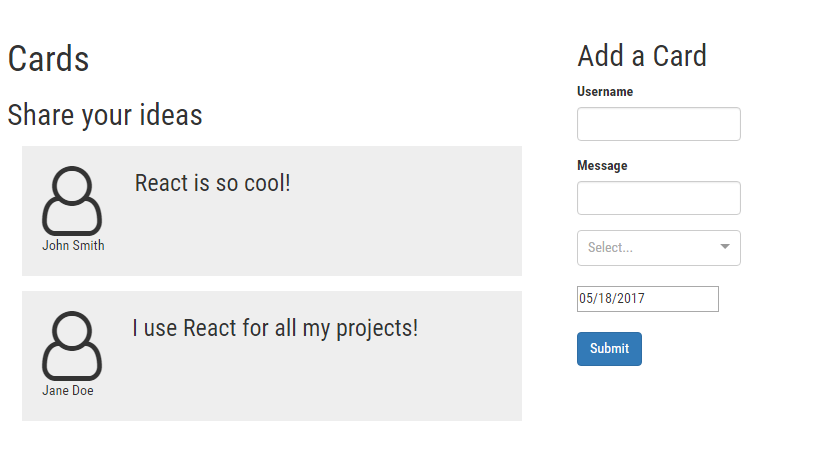 Cards
Share your ideas
React is so cool!
John Smith
I use React for all my projects!
Jane Doe
Add a Card
Username
Message
Select...
05/18/2017
Submit